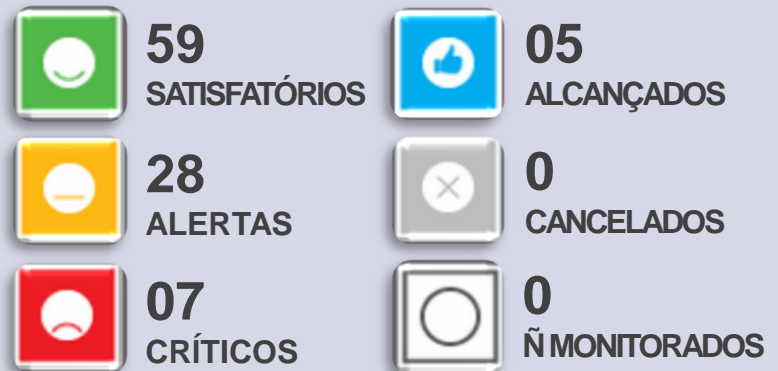 59
SATISFATÓRIOS
05
ALCANÇADOS
28
ALERTAS
0
CANCELADOS
07
CRÍTICOS
0
Ñ MONITORADOS